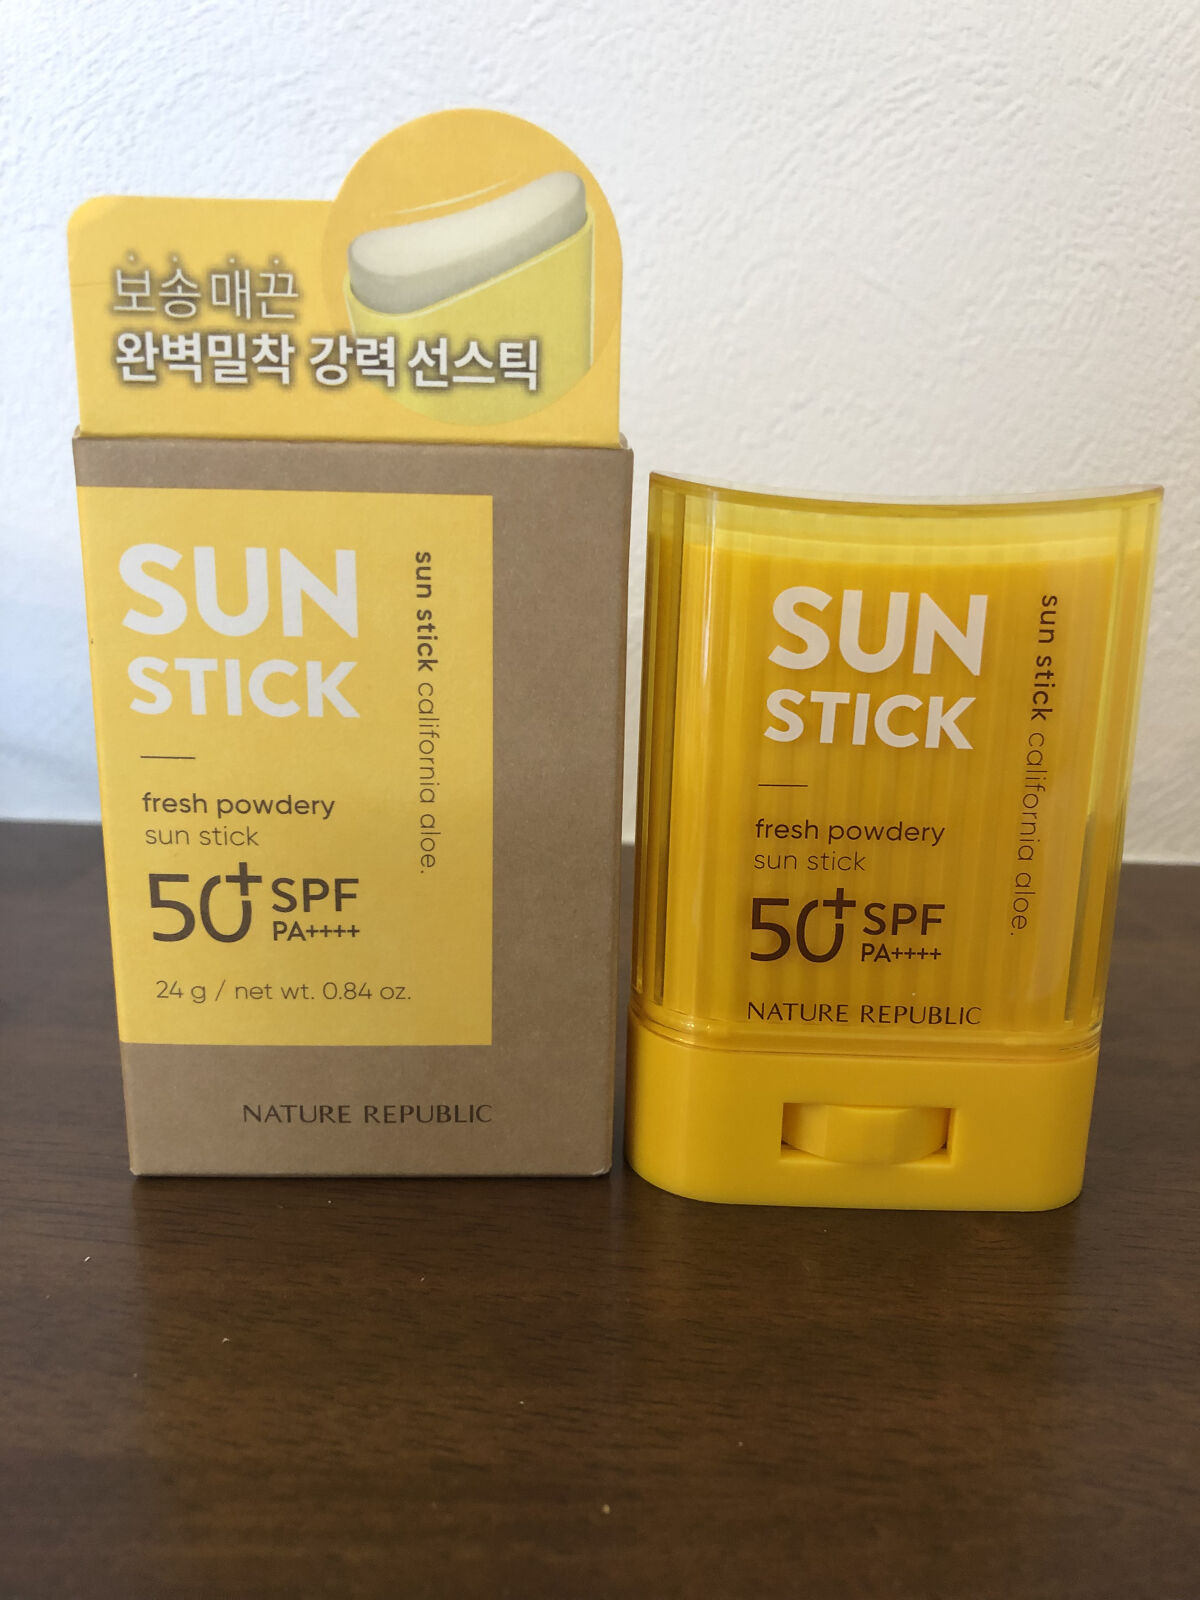 보송매끈
완벽밀착 강력 선스틱
SUN
STICK
fresh powdery
sun stick
50+ SPF
PA++++
24 g / net wt. 0.84 oz.
sun stick california aloe.
NATURE REPUBLIC
SUN
STICK
fresh powdery
sun stick
50+ SPF
PA++++
sun stick california aloe.
NATURE REPUBLIC